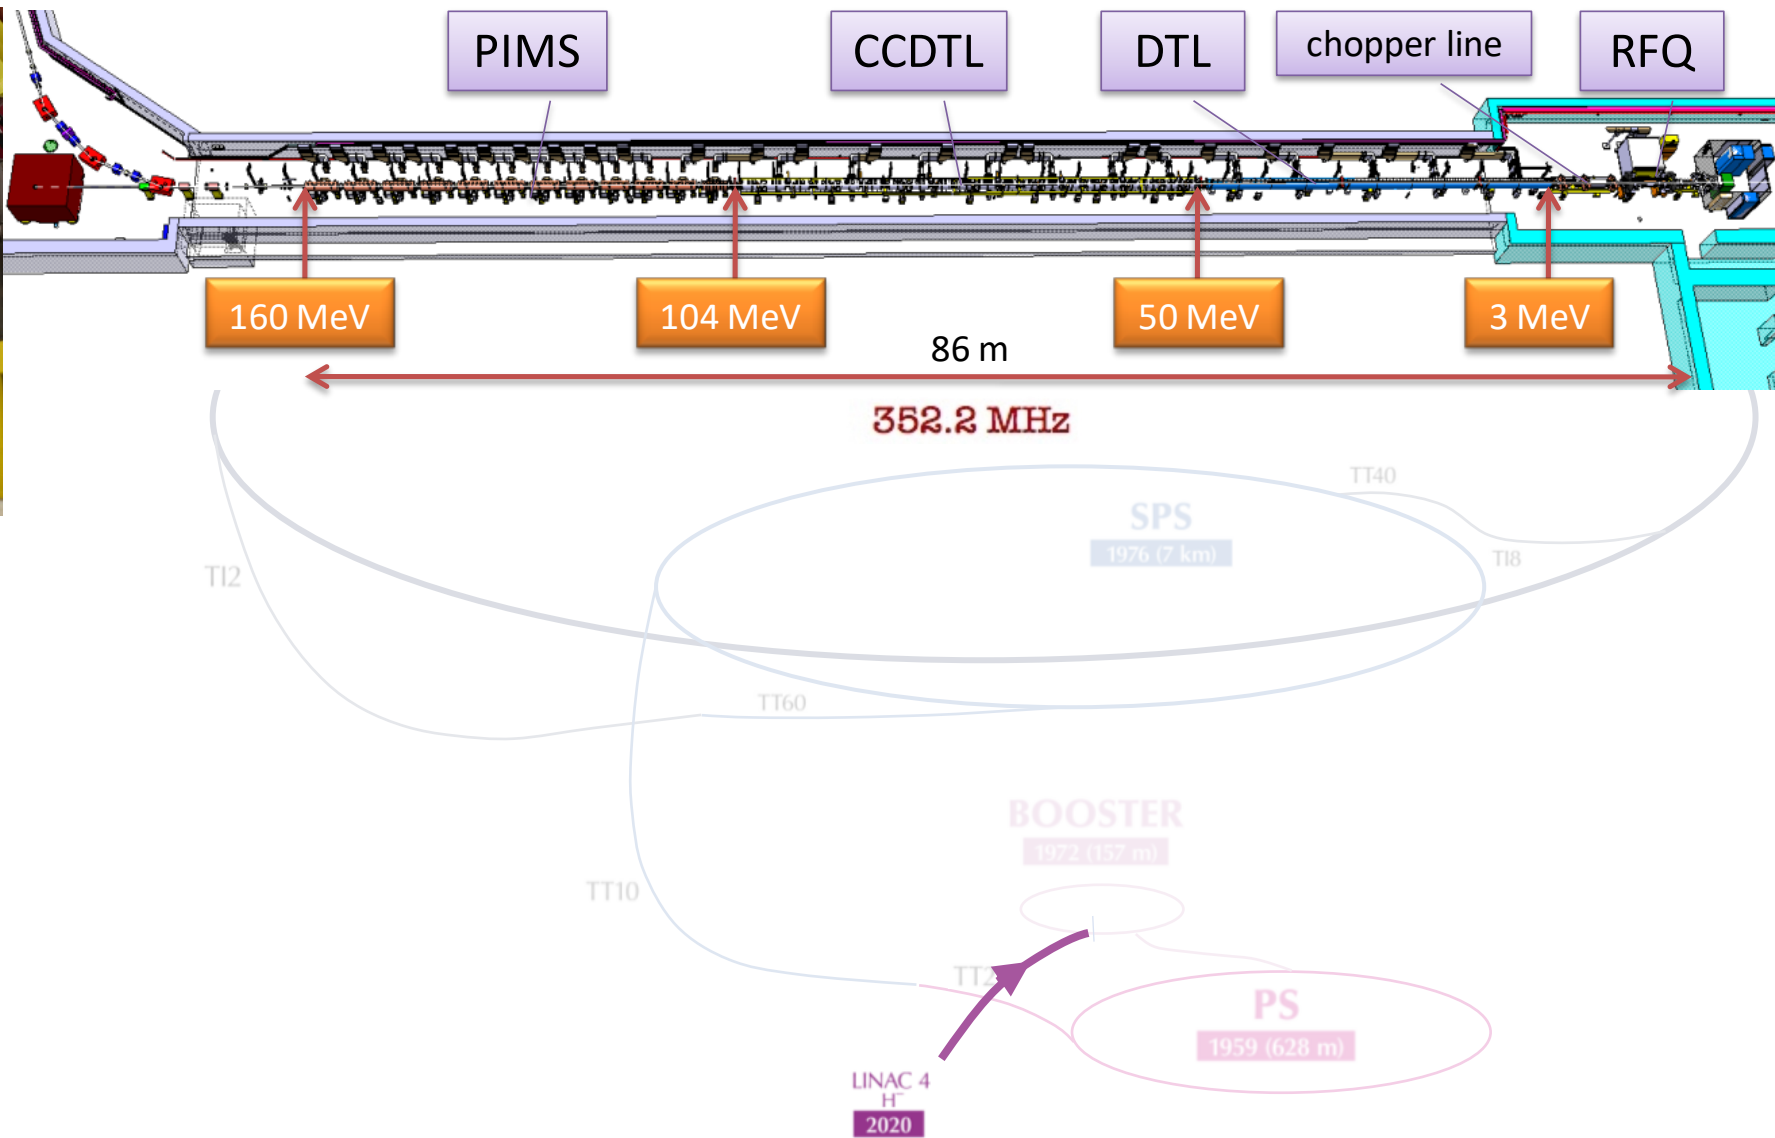 PIMS
CCDTL
DTL
chopper line
RFQ
160 MeV
104 MeV
50 MeV
3 MeV
86 m
352.2 MHz
TT40
SPS
1976 (7 km)
TI8
TI2
TT60
BOOSTER
1972 (157 m)
TT10
TT2
PS
1959 (628 m)
LINAC 4
H⁻
2020